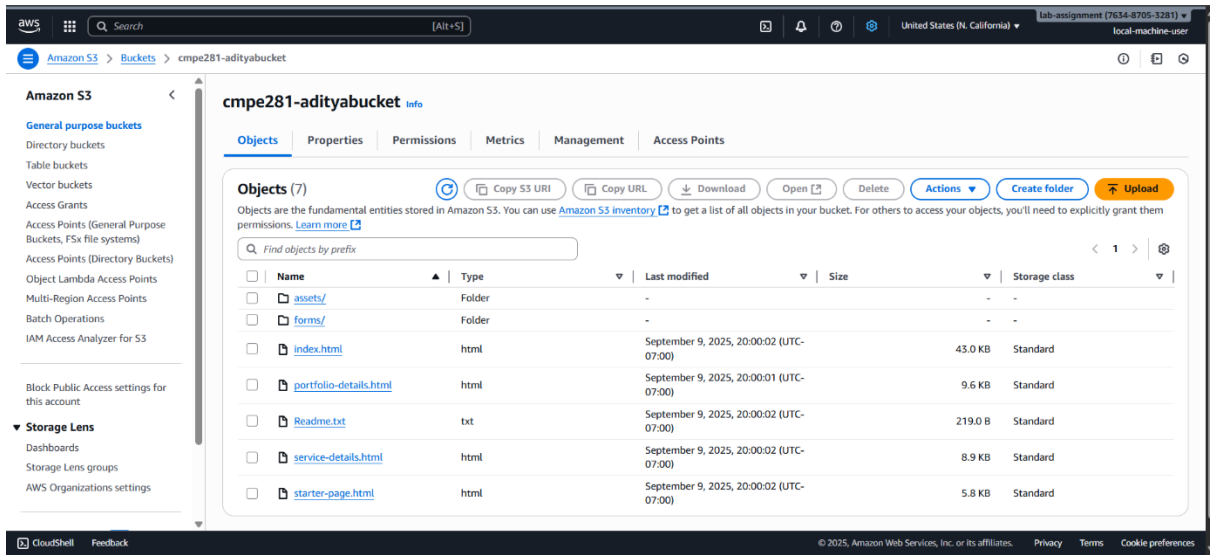 aws
Search
[Alt+S]
United States (N. California)
lab-assignment (7634-8705-3281)
local-machine-user
Amazon S3 > Buckets > cmpe281-adityabucket
Amazon S3
General purpose buckets
Directory buckets
Table buckets
Vector buckets
Access Grants
Access Points (General Purpose
Buckets, FSx file systems)
Access Points (Directory Buckets)
Object Lambda Access Points
Multi-Region Access Points
Batch Operations
IAM Access Analyzer for S3
Block Public Access settings for
this account
Storage Lens
Dashboards
Storage Lens groups
AWS Organizations settings
cmpe281-adityabucket Info
Objects Properties Permissions Metrics Management Access Points
Objects (7)
Copy S3 URI Copy URL Download Open Delete Actions Create folder Upload
Objects are the fundamental entities stored in Amazon S3. You can use Amazon S3 inventory to get a list of all objects in your bucket. For others to access your objects, you'll need to explicitly grant them
permissions. Learn more
Find objects by prefix
1
Name Type Last modified Size Storage class
assets/ Folder - - -
forms/ Folder - - -
index.html html September 9, 2025, 20:00:02 (UTC-
07:00) 43.0 KB Standard
portfolio-details.html html September 9, 2025, 20:00:01 (UTC-
07:00) 9.6 KB Standard
Readme.txt txt September 9, 2025, 20:00:02 (UTC-
07:00) 219.0 B Standard
service-details.html html September 9, 2025, 20:00:02 (UTC-
07:00) 8.9 KB Standard
starter-page.html html September 9, 2025, 20:00:02 (UTC-
07:00) 5.8 KB Standard
CloudShell Feedback © 2025, Amazon Web Services, Inc. or its affiliates. Privacy Terms Cookie preferences